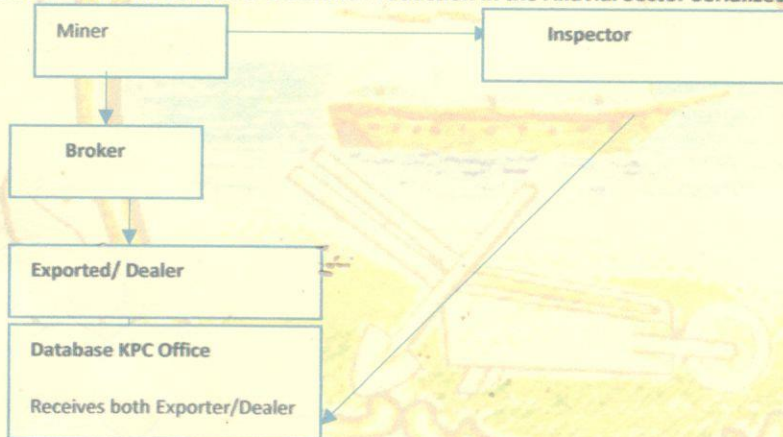 Miner
Inspector
Broker
Exported/ Dealer
Database KPC Office
Receives both Exporter/Dealer